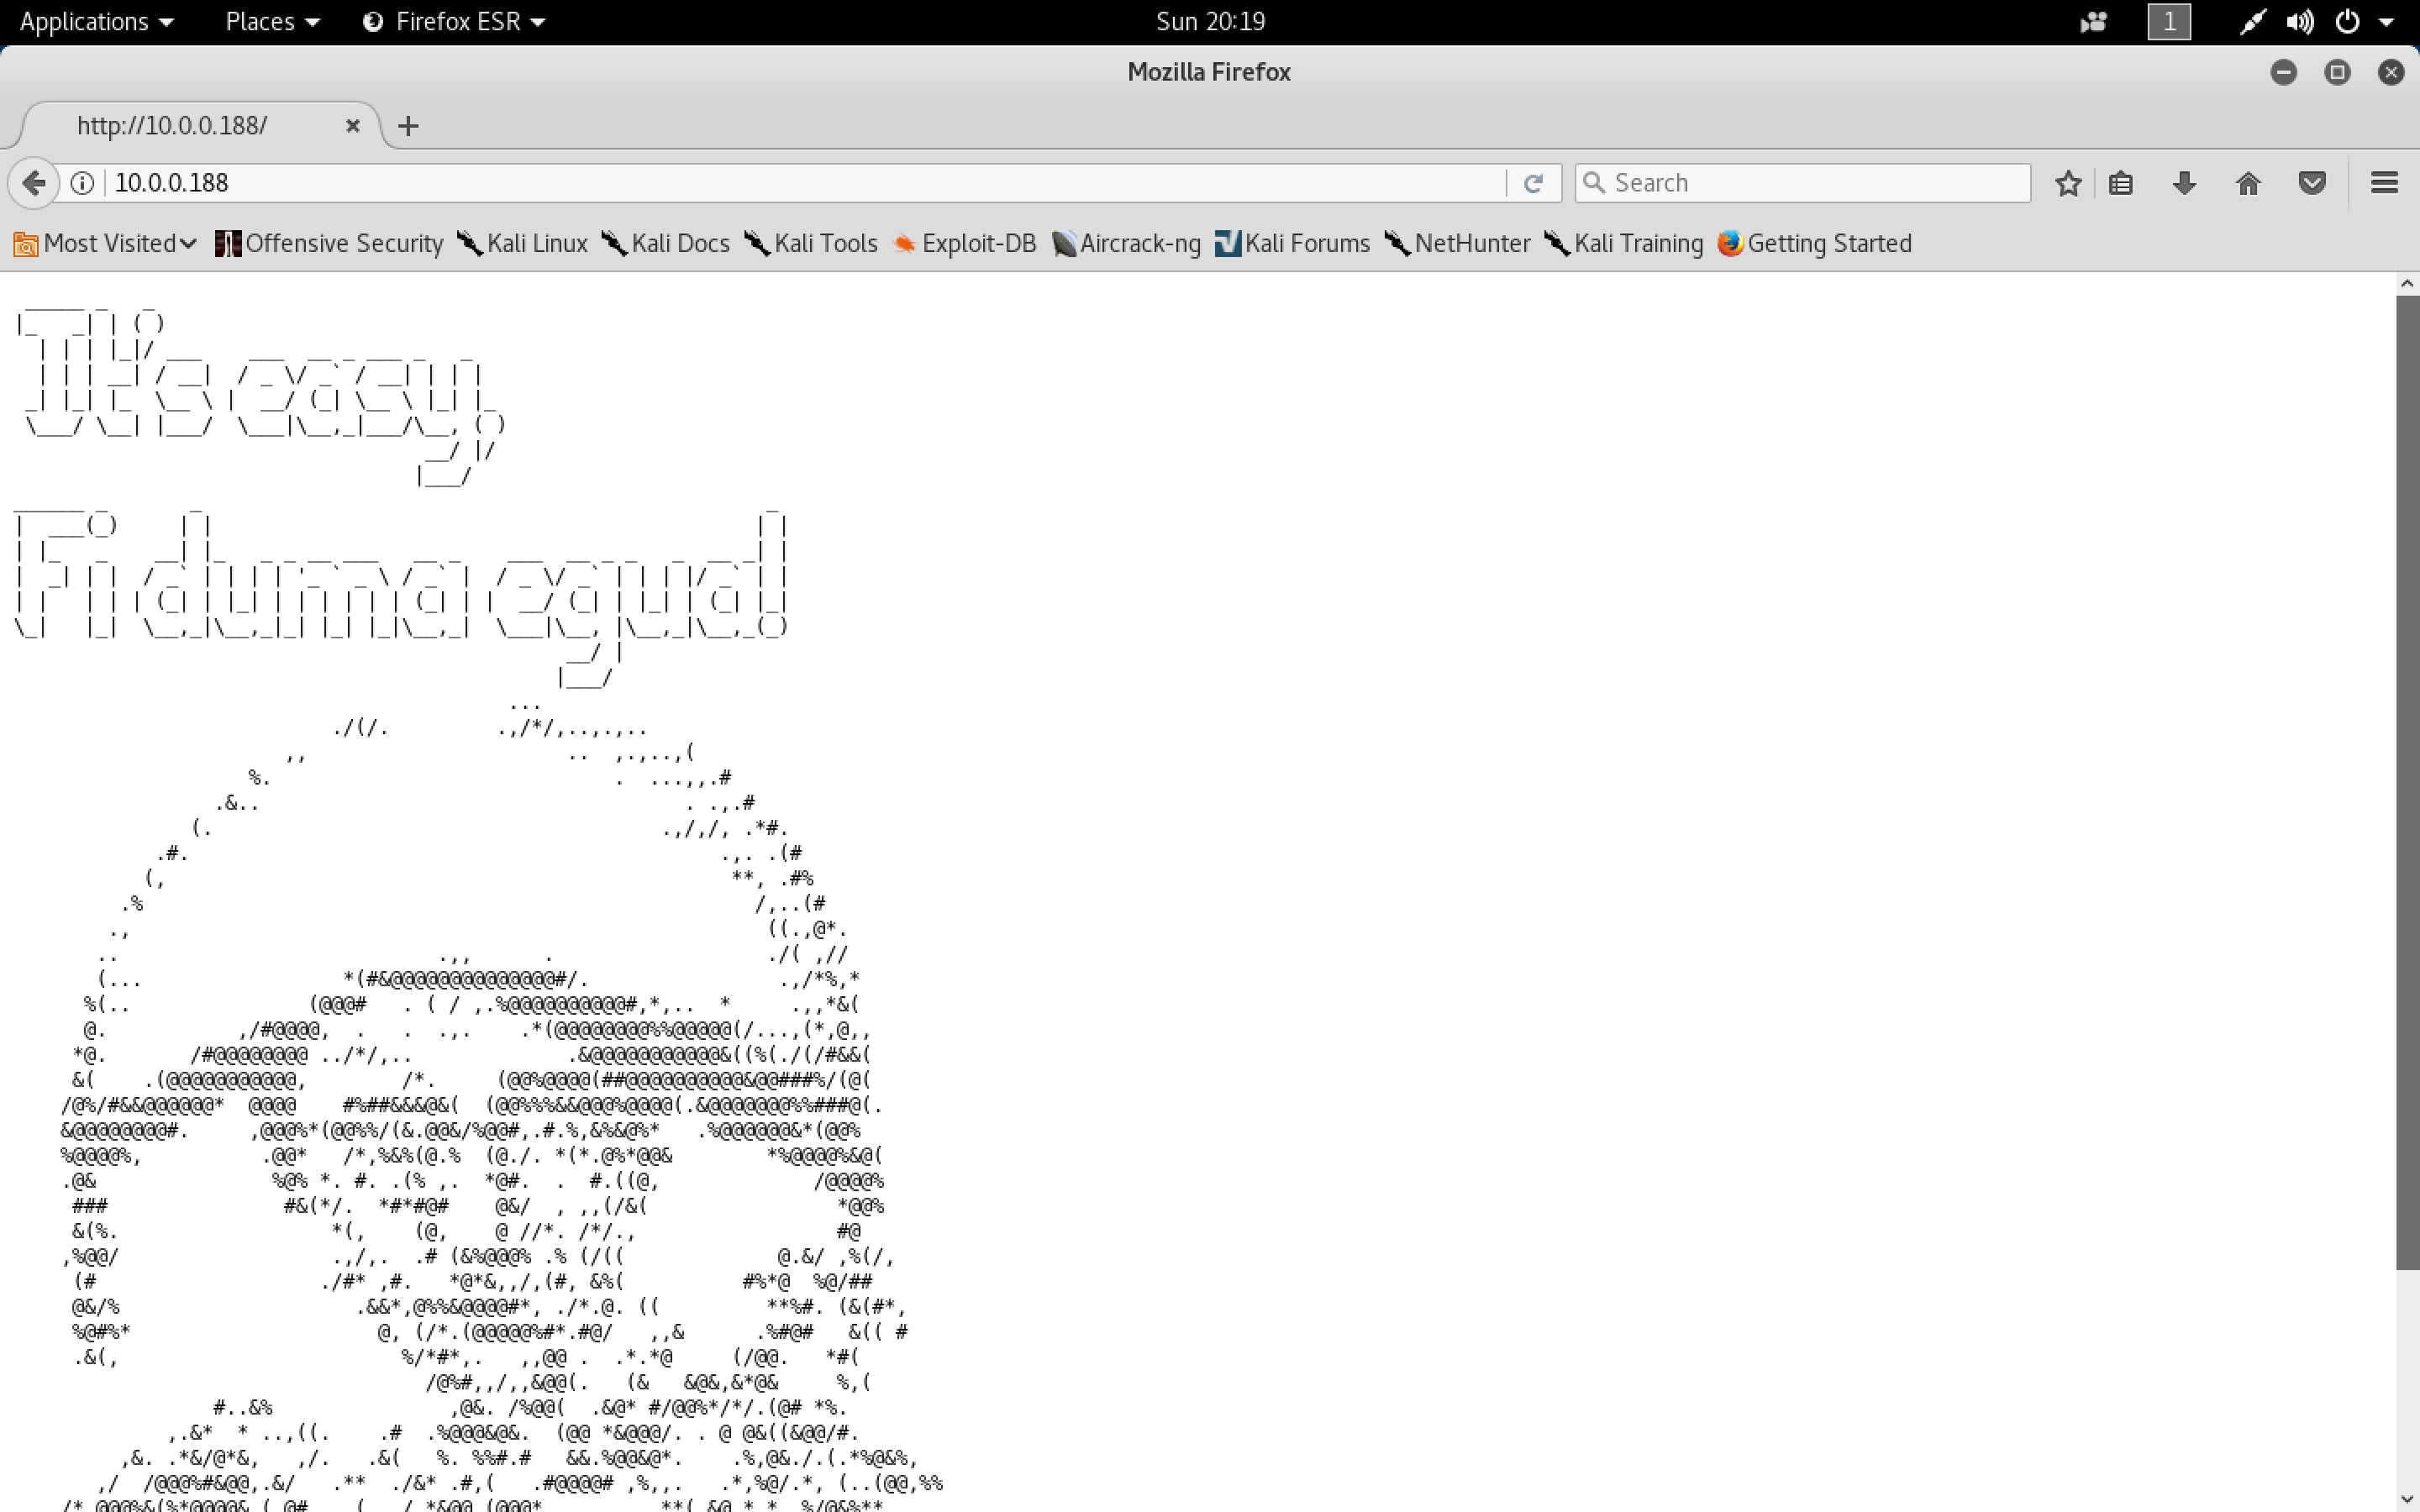 Applications Places Firefox ESR Sun 20:19 1
Mozilla Firefox
http://10.0.0.188/
10.0.0.188 Search
Most Visited Offensive Security Kali Linux Kali Docs Kali Tools Exploit-DB Aircrack-ng Kali Forums NetHunter Kali Training Getting Started
It's easy,
Fidumaegud!